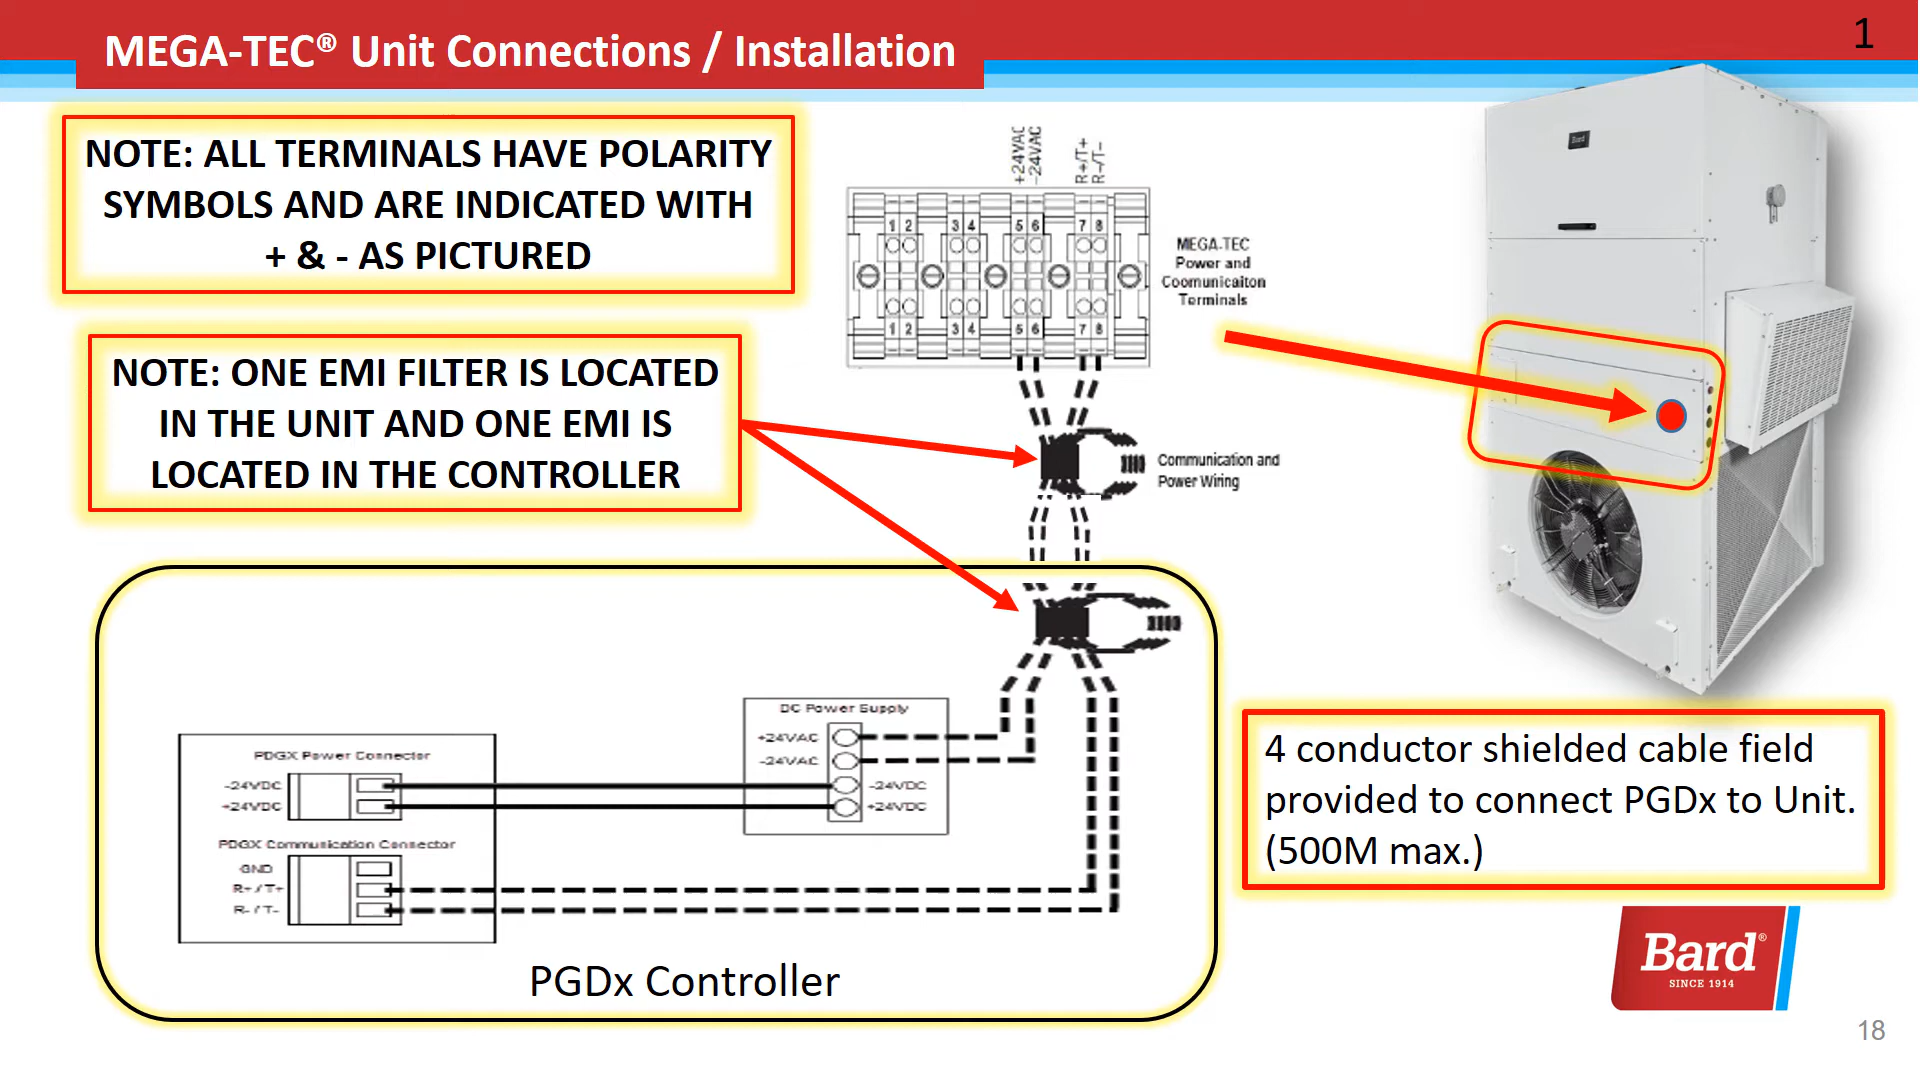 MEGA-TEC® Unit Connections / Installation
1
NOTE: ALL TERMINALS HAVE POLARITY
SYMBOLS AND ARE INDICATED WITH
+ & - AS PICTURED
NOTE: ONE EMI FILTER IS LOCATED
IN THE UNIT AND ONE EMI IS
LOCATED IN THE CONTROLLER
+24VAC
-24VAC
R+/T+
R-/T-
1 2 3 4 5 6 7 8
1 2 3 4 5 6 7 8
MEGA-TEC
Power and
Coomunicaiton
Terminals
Communication and
Power Wiring
Bard
DC Power Supply
+24VAC
-24VAC
-24VDC
+24VDC
PDGX Power Connector
-24VDC
+24VDC
PDGX Communication Connector
GND
R+ / T+
R- / T-
PGDx Controller
4 conductor shielded cable field
provided to connect PGDx to Unit.
(500M max.)
Bard®
SINCE 1914
18